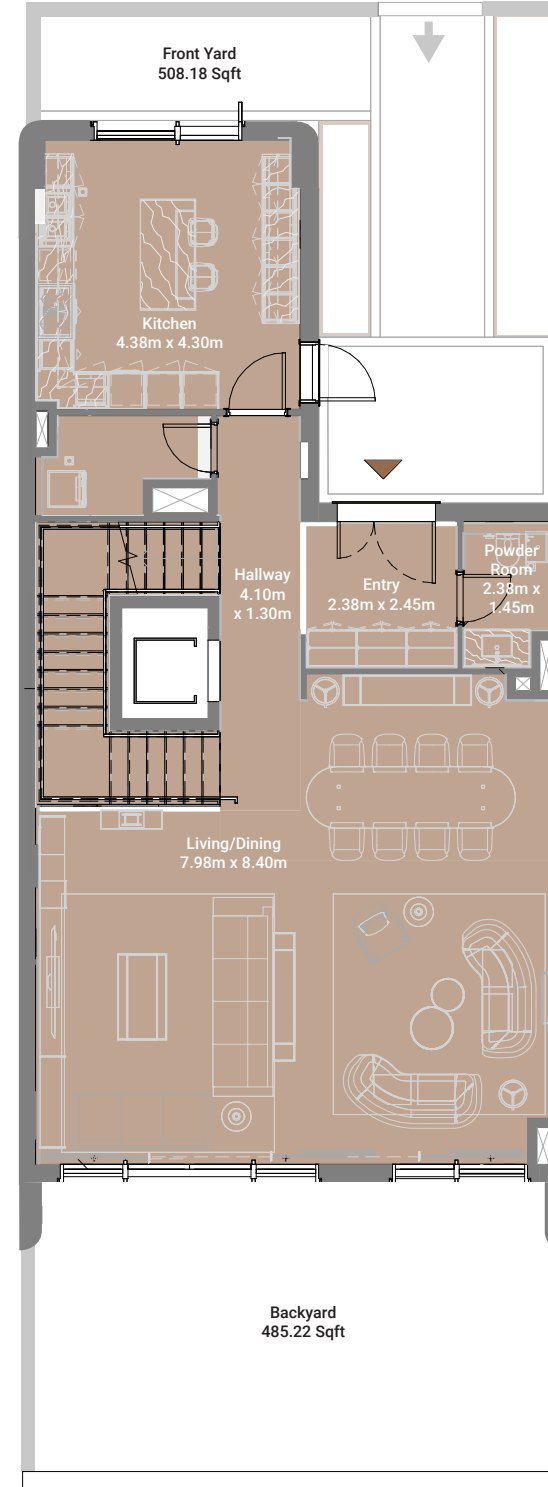 Front Yard
508.18 Sqft
Kitchen
4.38m x 4.30m
Hallway
4.10m
x 1.30m
Entry
2.38m x 2.45m
Powder
Room
2.38m x
1.45m
Living/Dining
7.98m x 8.40m
Backyard
485.22 Sqft